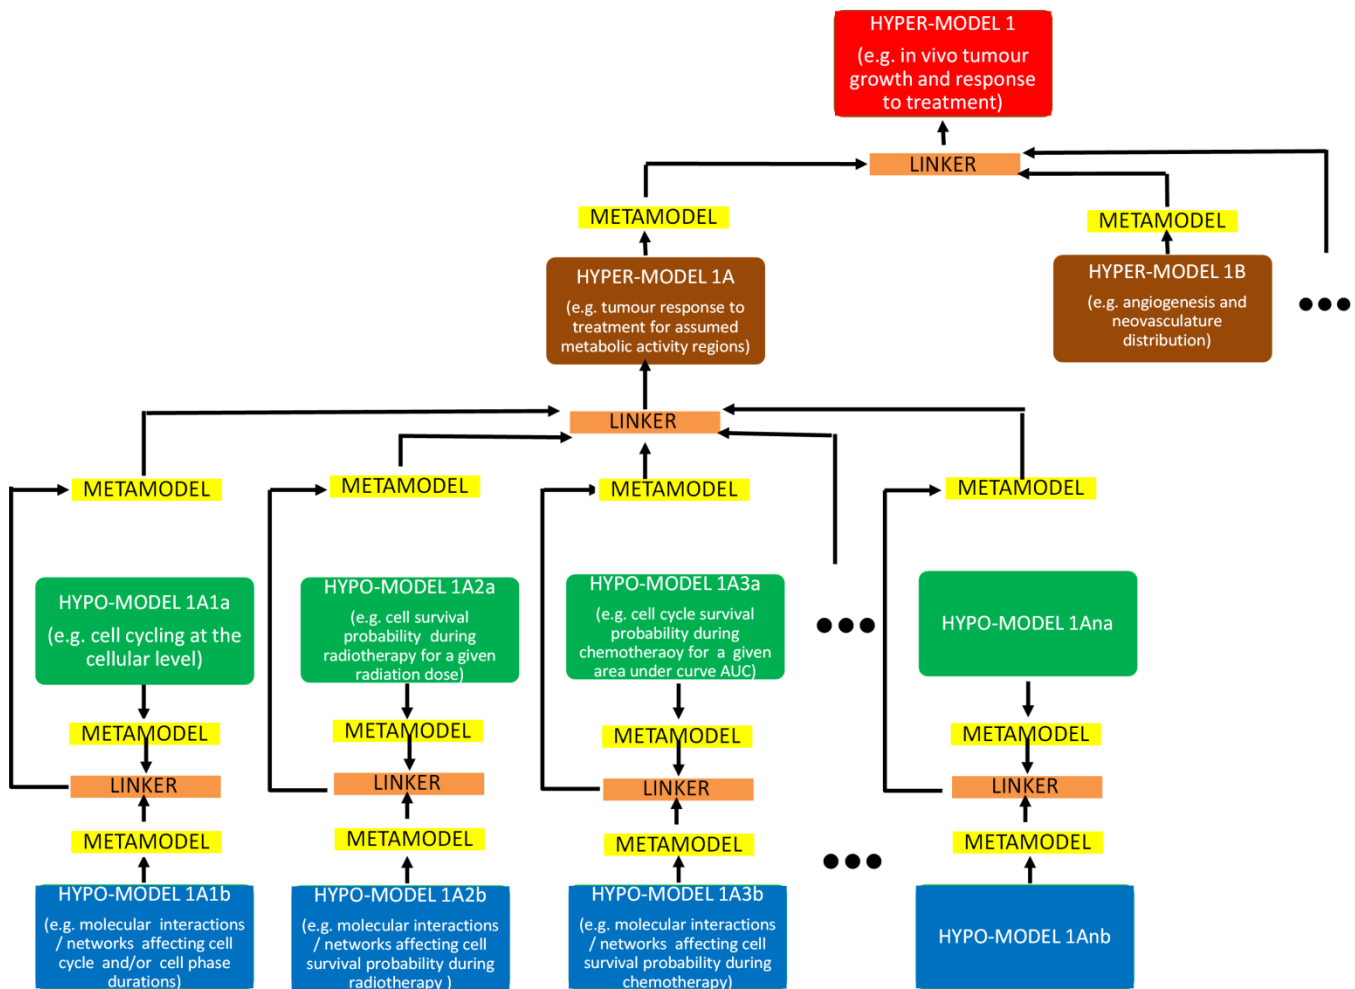 HYPER-MODEL 1
(e.g. in vivo tumour
growth and response
to treatment)
LINKER
METAMODEL
METAMODEL
HYPER-MODEL 1A
(e.g. tumour response to
treatment for assumed
metabolic activity regions)
HYPER-MODEL 1B
(e.g. angiogenesis and
neovasculature
distribution)
LINKER
METAMODEL
METAMODEL
METAMODEL
METAMODEL
HYPO-MODEL 1A1a
(e.g. cell cycling at the
cellular level)
HYPO-MODEL 1A2a
(e.g. cell survival
probability during
radiotherapy for a given
radiation dose)
HYPO-MODEL 1A3a
(e.g. cell cycle survival
probability during
chemotheraoy for a given
area under curve AUC)
HYPO-MODEL 1Ana
METAMODEL
METAMODEL
METAMODEL
METAMODEL
LINKER
LINKER
LINKER
LINKER
METAMODEL
METAMODEL
METAMODEL
METAMODEL
HYPO-MODEL 1A1b
(e.g. molecular interactions
/ networks affecting cell
cycle and/or cell phase
durations)
HYPO-MODEL 1A2b
(e.g. molecular interactions
/ networks affecting cell
survival probability during
radiotherapy )
HYPO-MODEL 1A3b
(e.g. molecular interactions
/ networks affecting cell
survival probability during
chemotherapy)
HYPO-MODEL 1Anb